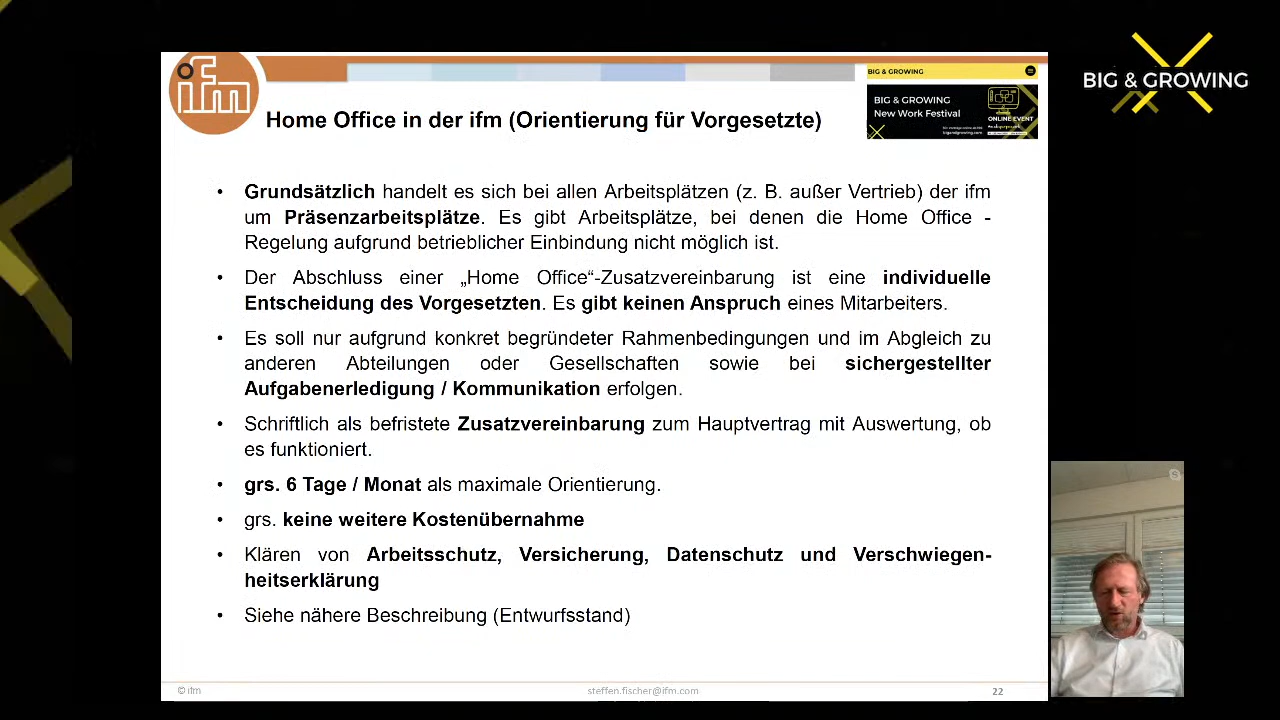 ifm
BIG & GROWING
BIG & GROWING
BIG & GROWING
New Work Festival
ONLINE EVENT
Home Office in der ifm (Orientierung für Vorgesetzte)
• Grundsätzlich handelt es sich bei allen Arbeitsplätzen (z. B. außer Vertrieb) der ifm
um Präsenzarbeitsplätze. Es gibt Arbeitsplätze, bei denen die Home Office -
Regelung aufgrund betrieblicher Einbindung nicht möglich ist.
• Der Abschluss einer „Home Office“-Zusatzvereinbarung ist eine individuelle
Entscheidung des Vorgesetzten. Es gibt keinen Anspruch eines Mitarbeiters.
• Es soll nur aufgrund konkret begründeter Rahmenbedingungen und im Abgleich zu
anderen Abteilungen oder Gesellschaften sowie bei sichergestellter
Aufgabenerledigung / Kommunikation erfolgen.
• Schriftlich als befristete Zusatzvereinbarung zum Hauptvertrag mit Auswertung, ob
es funktioniert.
• grs. 6 Tage / Monat als maximale Orientierung.
• grs. keine weitere Kostenübernahme
• Klären von Arbeitsschutz, Versicherung, Datenschutz und Verschwiegen-
heitserklärung
• Siehe nähere Beschreibung (Entwurfsstand)
© ifm
steffen.fischer@ifm.com
22